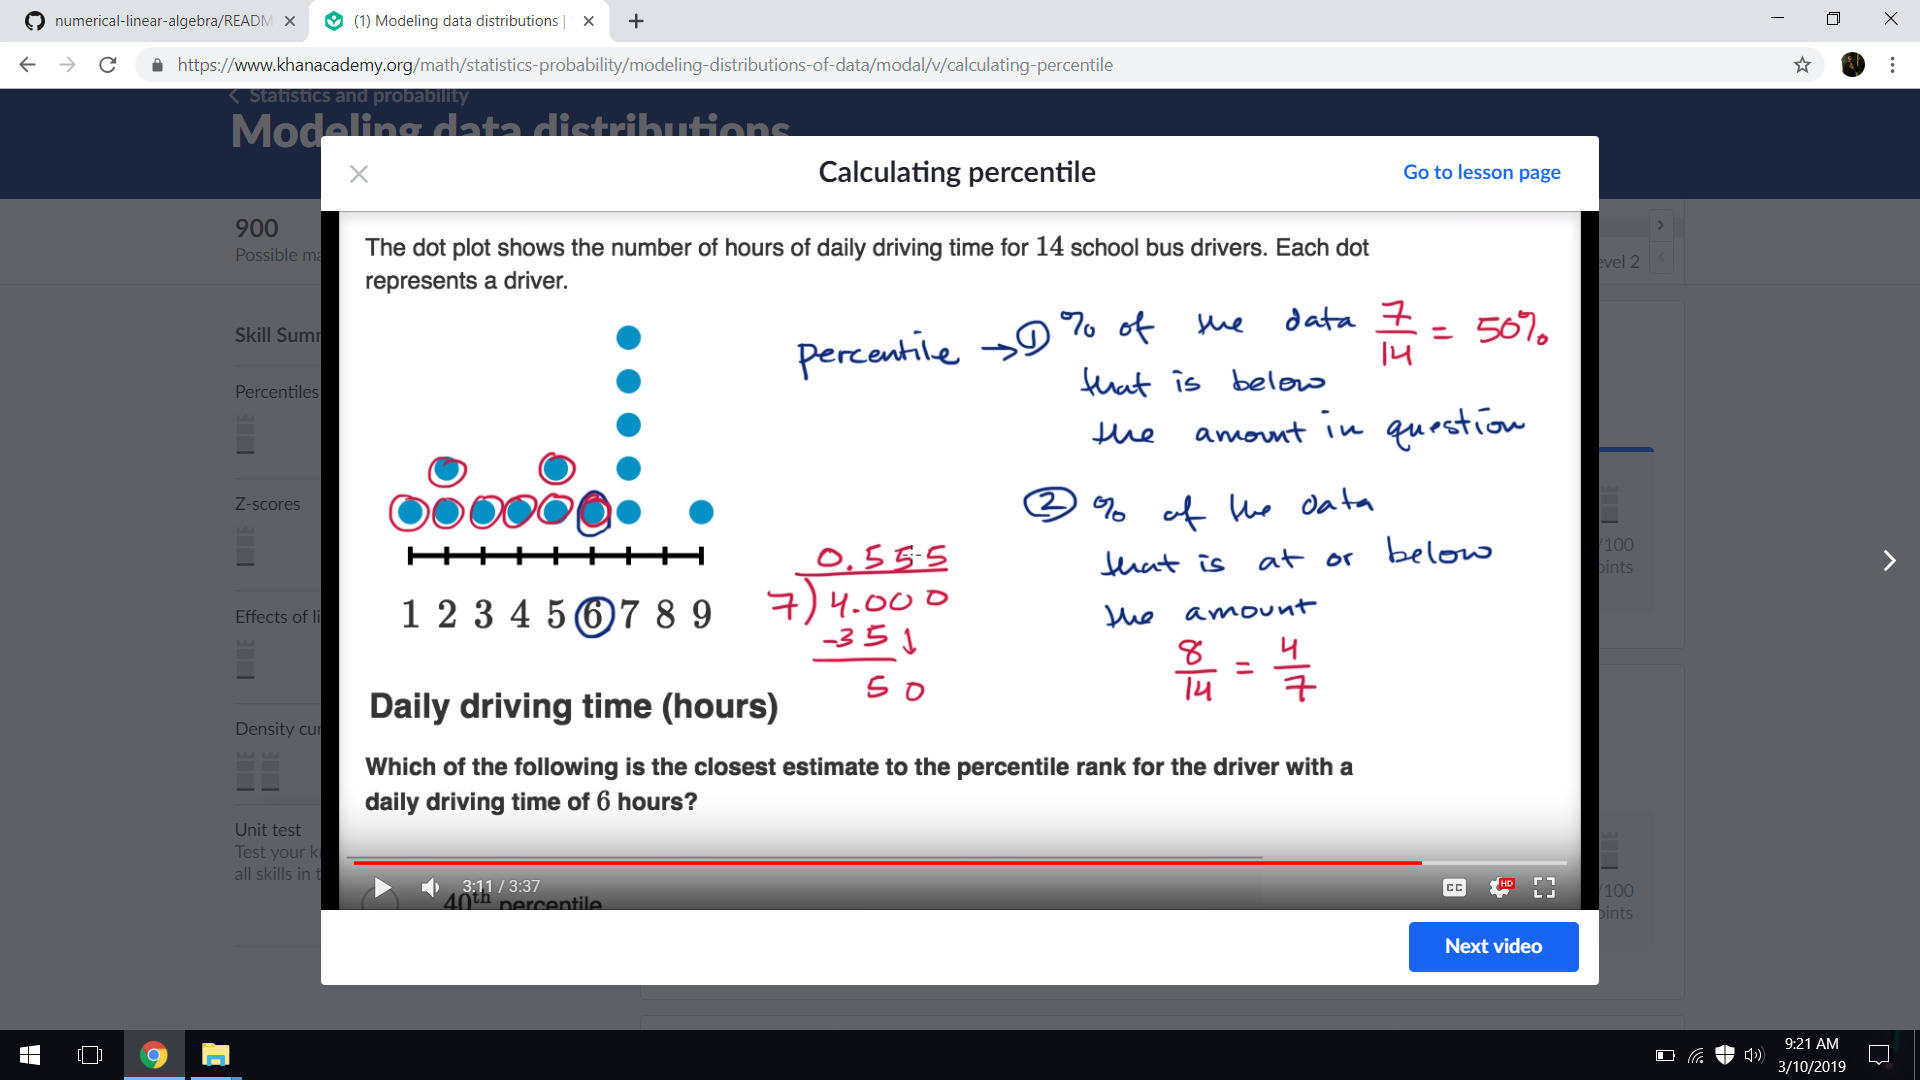 numerical-linear-algebra/READM
(1) Modeling data distributions |
https://www.khanacademy.org/math/statistics-probability/modeling-distributions-of-data/modal/v/calculating-percentile
Statistics and probability
Modeling data distributions
Calculating percentile
Go to lesson page
900
Possible ma
evel 2
Skill Summ
Percentiles
Z-scores
Effects of li
Density cur
Unit test
Test your k
all skills in t
/100
oints
/100
oints
The dot plot shows the number of hours of daily driving time for 14 school bus drivers. Each dot
represents a driver.
percentile → ① % of the data 7/14 = 50%
that is below
the amount in question
② % of the data
that is at or below
the amount
8/14 = 4/7
0.555
7)4.000
-35↓
50
1 2 3 4 5 6 7 8 9
Daily driving time (hours)
Which of the following is the closest estimate to the percentile rank for the driver with a
daily driving time of 6 hours?
40th percentile
3:11 / 3:37
CC
HD
Next video
9:21 AM
3/10/2019